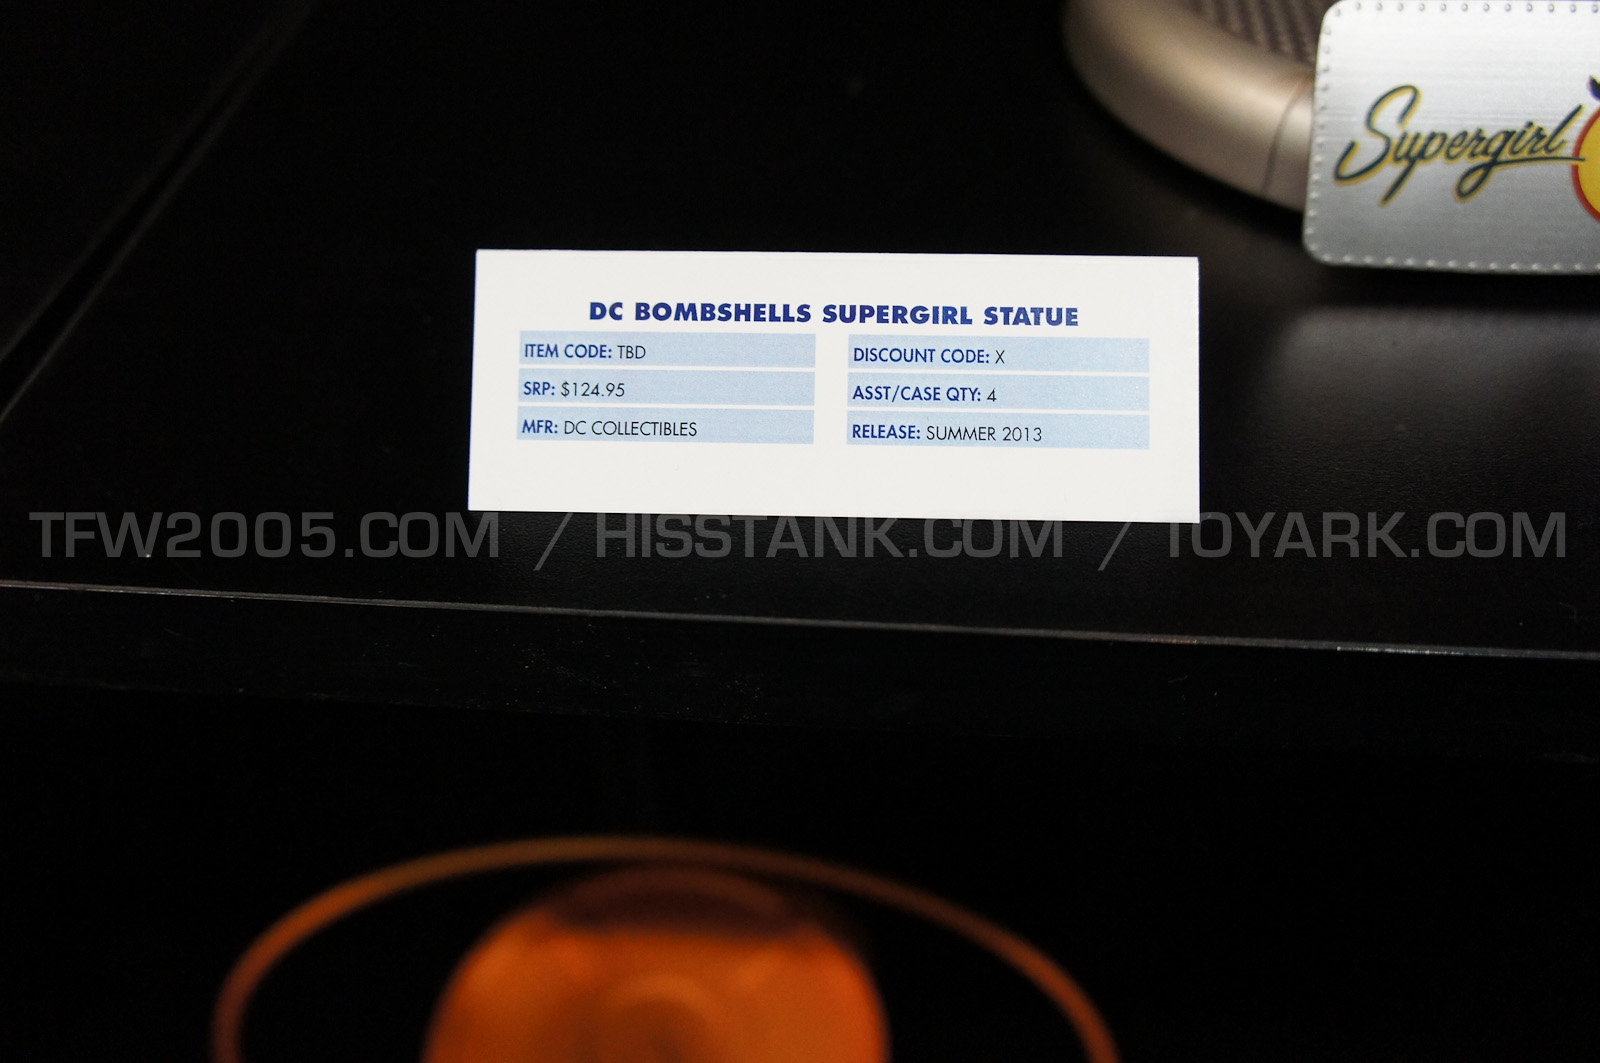 Supergirl
DC BOMBSHELLS SUPERGIRL STATUE
ITEM CODE: TBD
SRP: $124.95
MFR: DC COLLECTIBLES
DISCOUNT CODE: X
ASST/CASE QTY: 4
RELEASE: SUMMER 2013
TFW2005.COM / HISSTANK.COM / TOYARK.COM